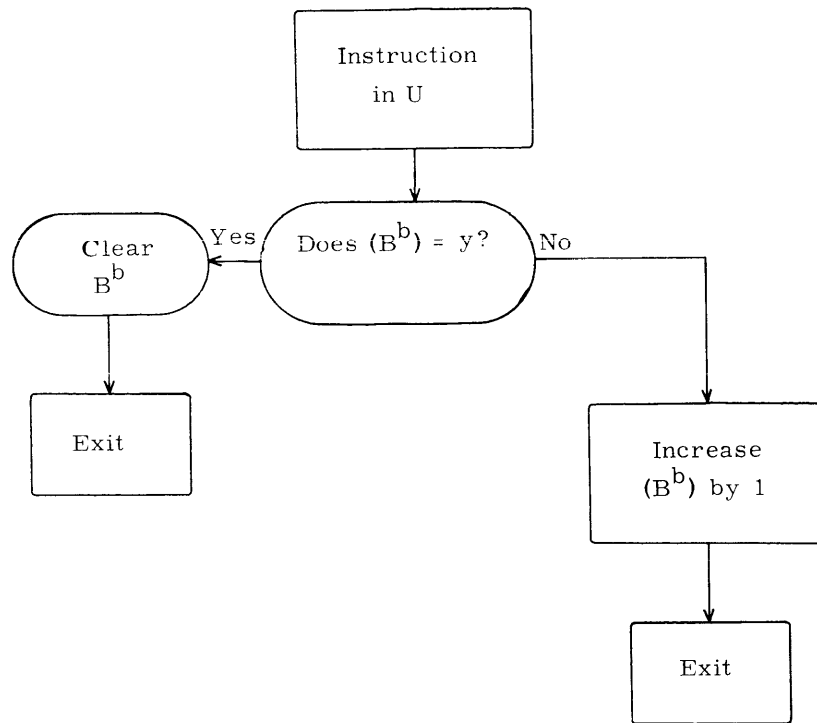 Instruction
in U
Does (B^b) = y?
Yes
No
Clear
B^b
Exit
Increase
(B^b) by 1
Exit